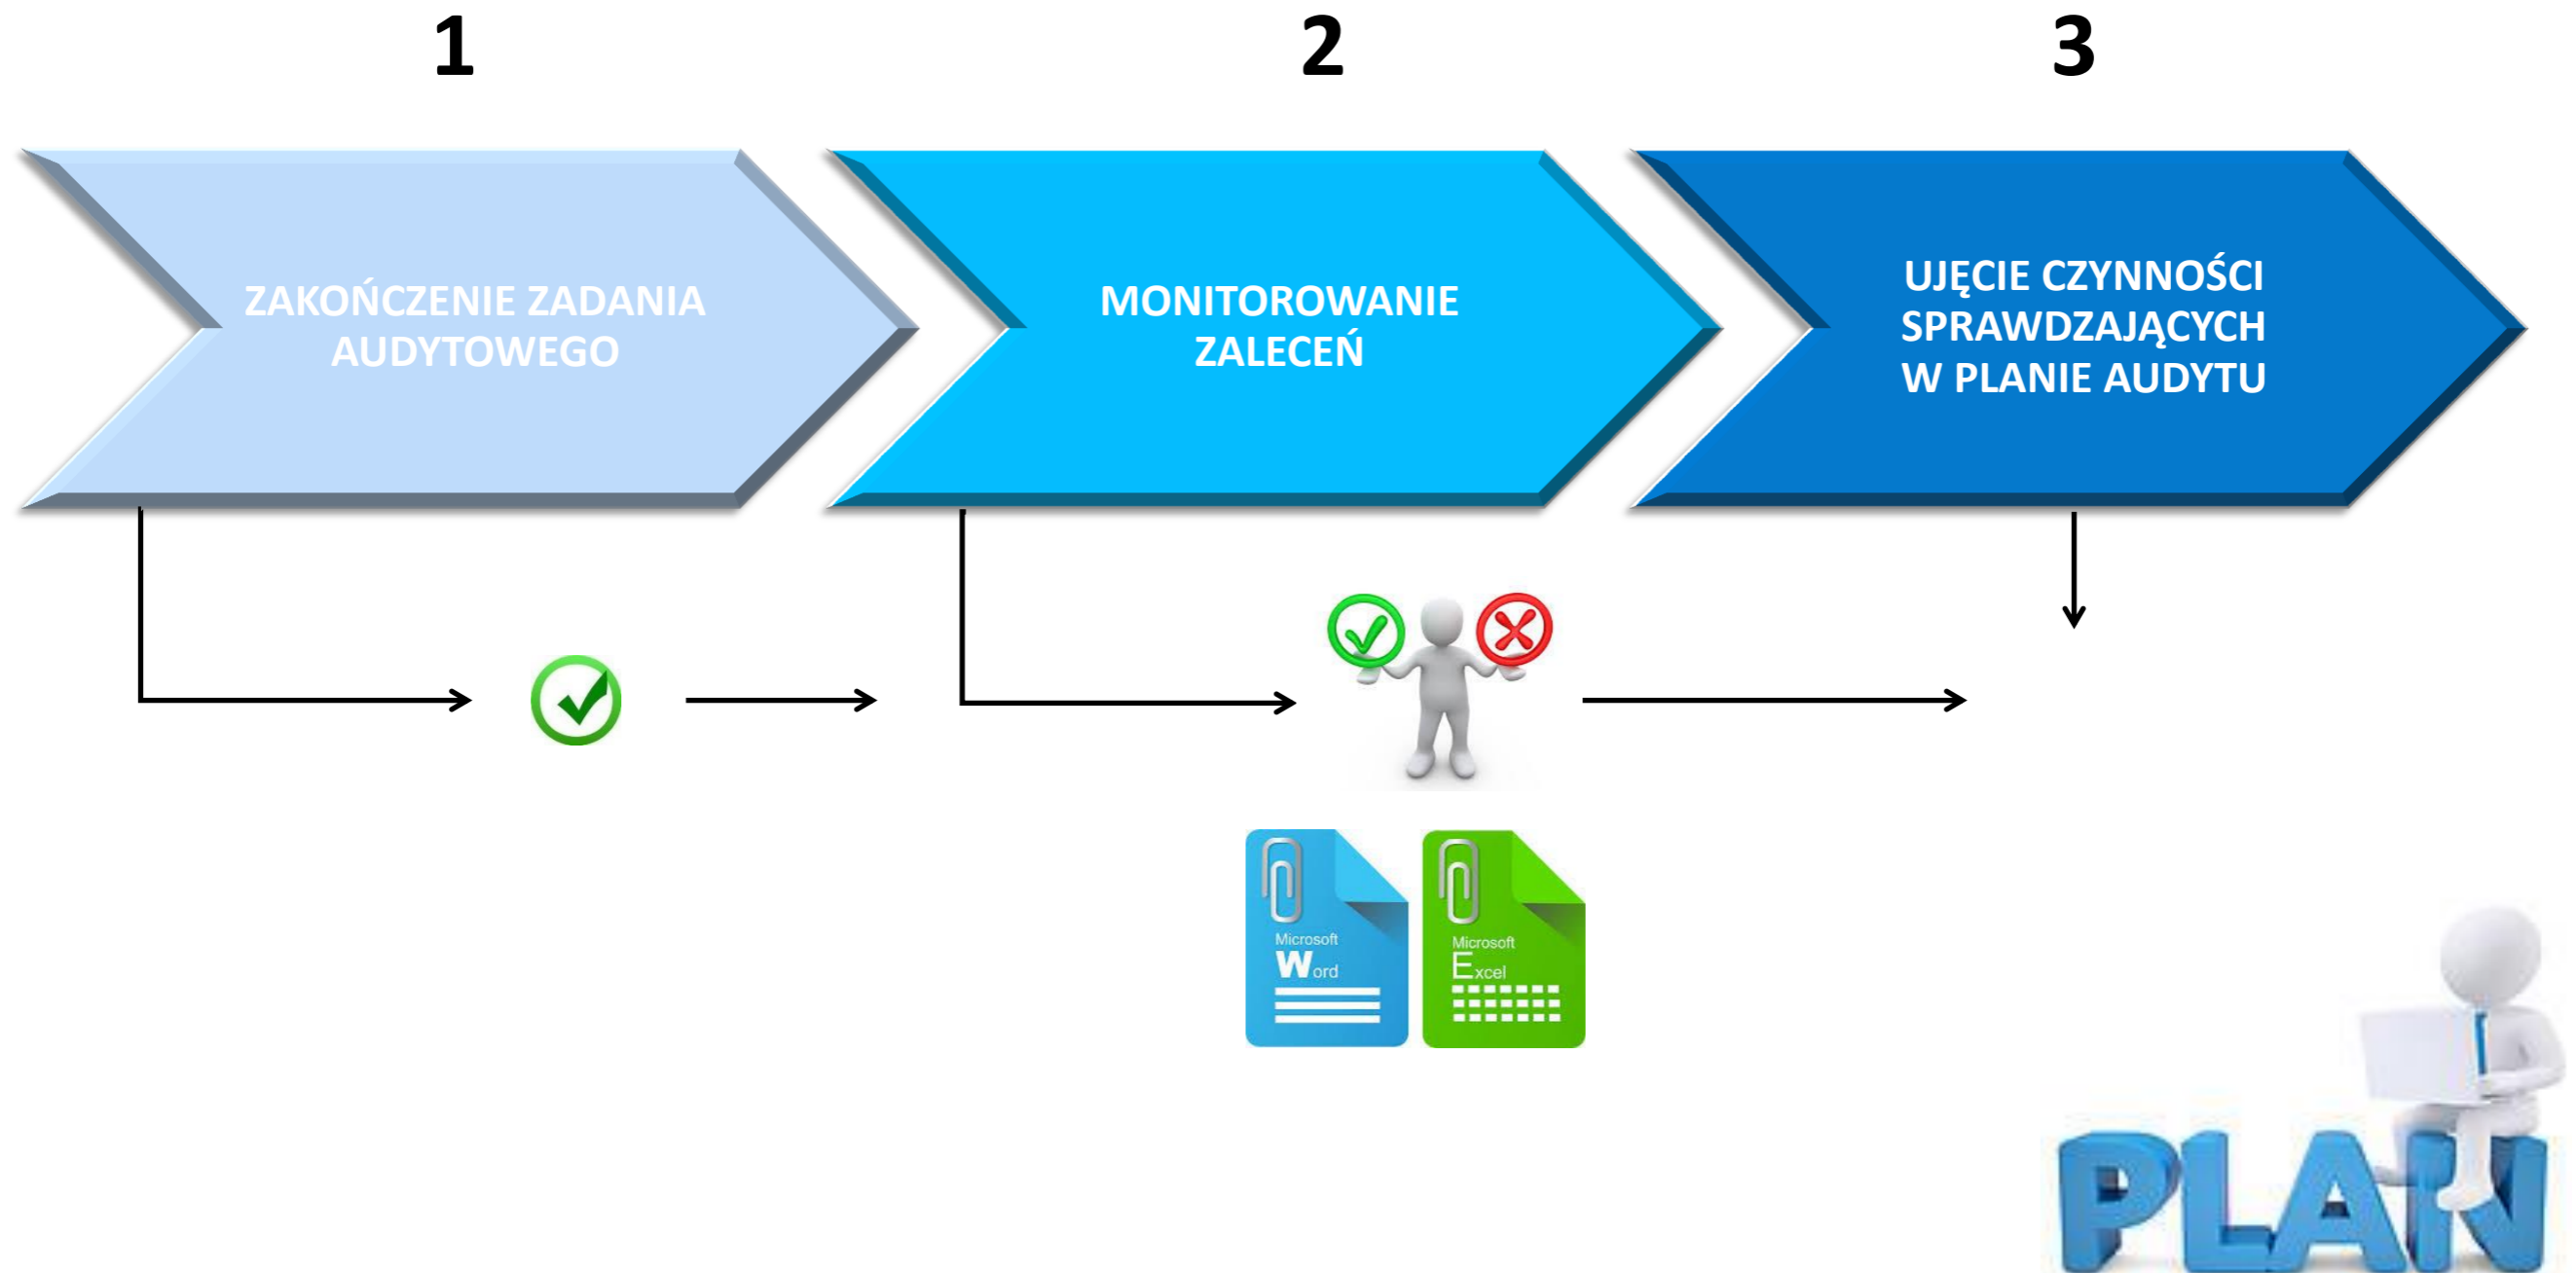 1
2
3
ZAKOŃCZENIE ZADANIA
AUDYTOWEGO
MONITOROWANIE
ZALECEŃ
UJĘCIE CZYNNOŚCI
SPRAWDZAJĄCYCH
W PLANIE AUDYTU
Microsoft
Word
Microsoft
Excel
PLAN